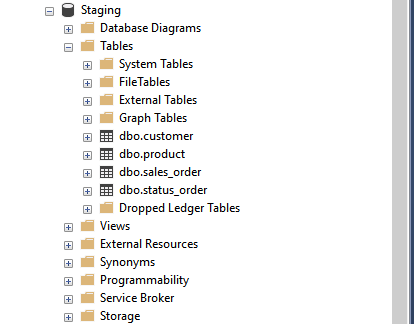 Staging
Database Diagrams
Tables
System Tables
FileTables
External Tables
Graph Tables
dbo.customer
dbo.product
dbo.sales_order
dbo.status_order
Dropped Ledger Tables
Views
External Resources
Synonyms
Programmability
Service Broker
Storage